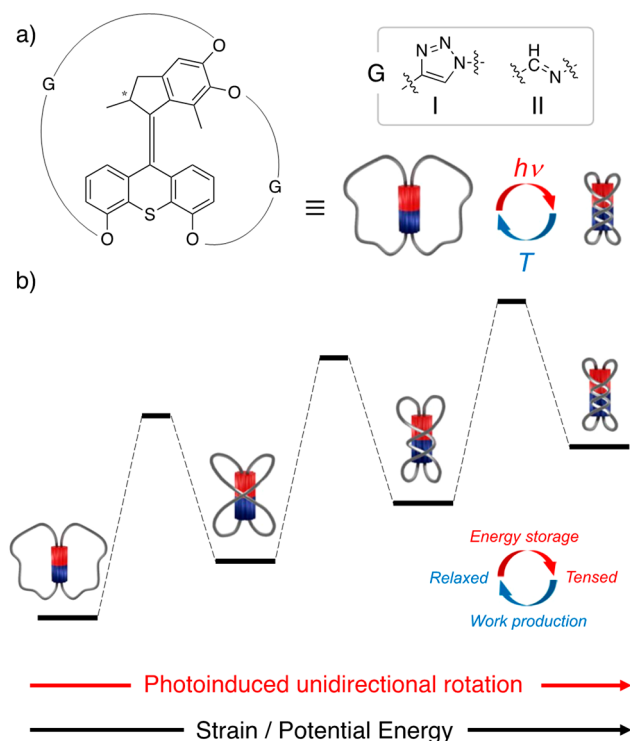 a)
O
G
*
O
G
S
O
O
G
N
N
N
I
H
C
N
II
≡
hν
T
b)
Energy storage
Relaxed
Tensed
Work production
Photoinduced unidirectional rotation
Strain / Potential Energy